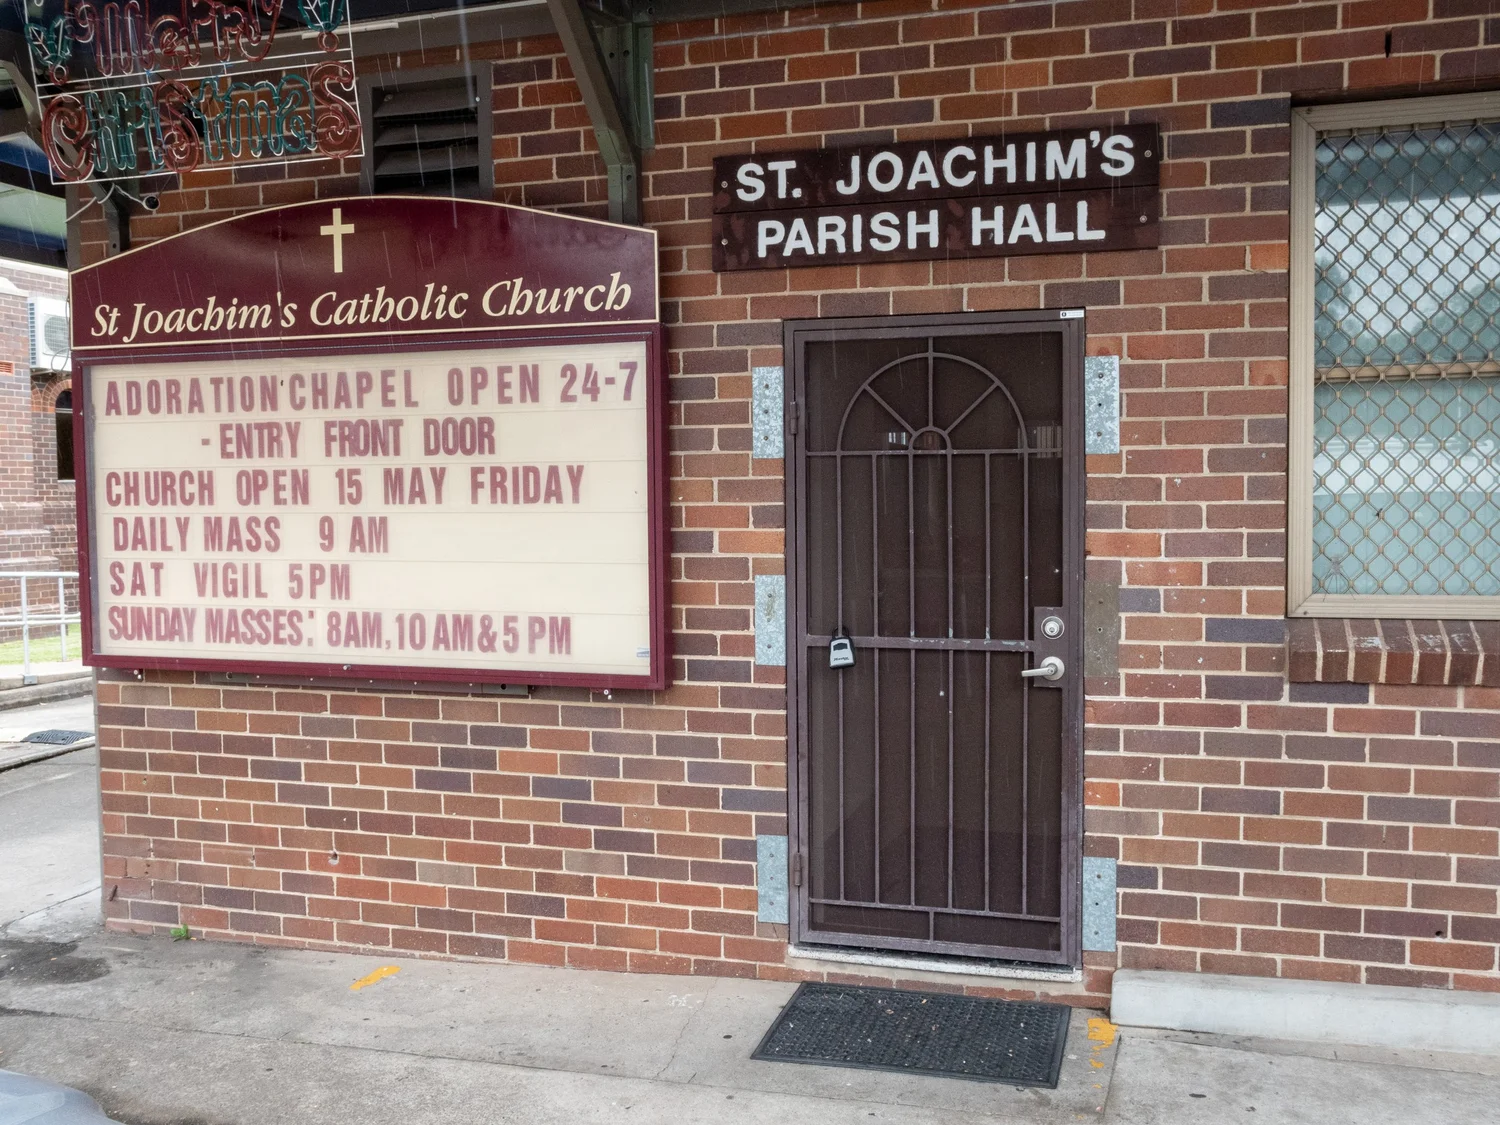 Merry
Christmas
St Joachim's Catholic Church
ADORATION CHAPEL OPEN 24-7
- ENTRY FRONT DOOR
CHURCH OPEN 15 MAY FRIDAY
DAILY MASS 9 AM
SAT VIGIL 5PM
SUNDAY MASSES: 8AM, 10 AM & 5 PM
ST. JOACHIM'S
PARISH HALL